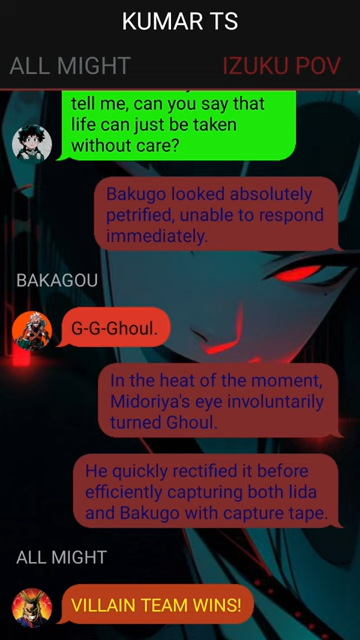 KUMAR TS
ALL MIGHT
IZUKU POV
tell me, can you say that
life can just be taken
without care?
Bakugo looked absolutely
petrified, unable to respond
immediately.
BAKAGOU
G-G-Ghoul.
In the heat of the moment,
Midoriya's eye involuntarily
turned Ghoul.
He quickly rectified it before
efficiently capturing both Iida
and Bakugo with capture tape.
ALL MIGHT
VILLAIN TEAM WINS!